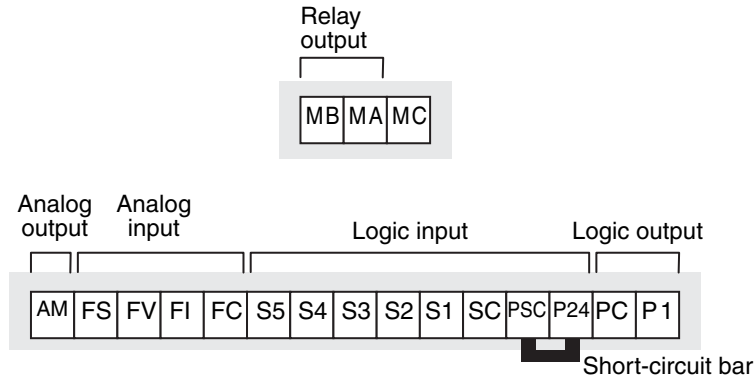 Relay
output
MB MA MC
Analog
output
Analog
input
Logic input
Logic output
AM FS FV FI FC S5 S4 S3 S2 S1 SC PSC P24 PC P1
Short-circuit bar